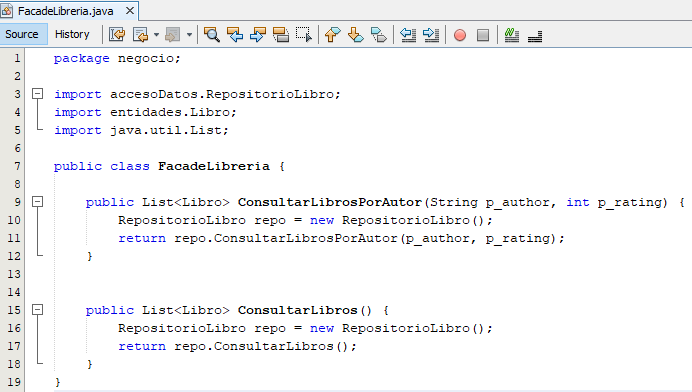 FacadeLibreria.java
Source History
1 package negocio;
2
3 import accesoDatos.RepositorioLibro;
4 import entidades.Libro;
5 import java.util.List;
6
7 public class FacadeLibreria {
8
9 public List<Libro> ConsultarLibrosPorAutor(String p_author, int p_rating) {
10 RepositorioLibro repo = new RepositorioLibro();
11 return repo.ConsultarLibrosPorAutor(p_author, p_rating);
12 }
13
14
15 public List<Libro> ConsultarLibros() {
16 RepositorioLibro repo = new RepositorioLibro();
17 return repo.ConsultarLibros();
18 }
19 }